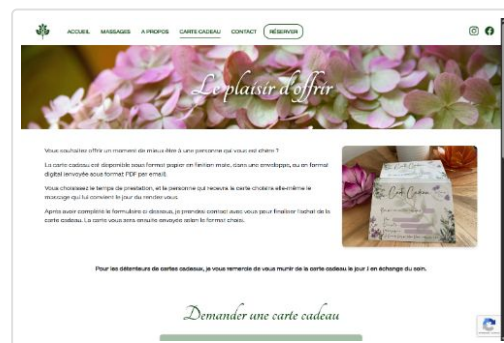 ACCUEIL MASSAGES A PROPOS CARTE CADEAU CONTACT RÉSERVER
Le plaisir d'offrir
Vous souhaitez offrir un moment de mieux être à une personne qui vous est chère ?
La carte cadeau est disponible sous format papier en finition mate, dans une enveloppe, ou en format
digital (envoyée sous format PDF par email).
Vous choisissez le temps de prestation, et la personne qui recevra la carte choisira elle-même le
massage qui lui convient le jour du rendez vous.
Après avoir complété le formulaire ci dessous, je prendrai contact avec vous pour finaliser l'achat de la
carte cadeau. La carte vous sera ensuite envoyée selon le format choisi.
Carte Cadeau
Pour les détenteurs de cartes cadeaux, je vous remercie de vous munir de la carte cadeau le jour J en échange du soin.
Demander une carte cadeau